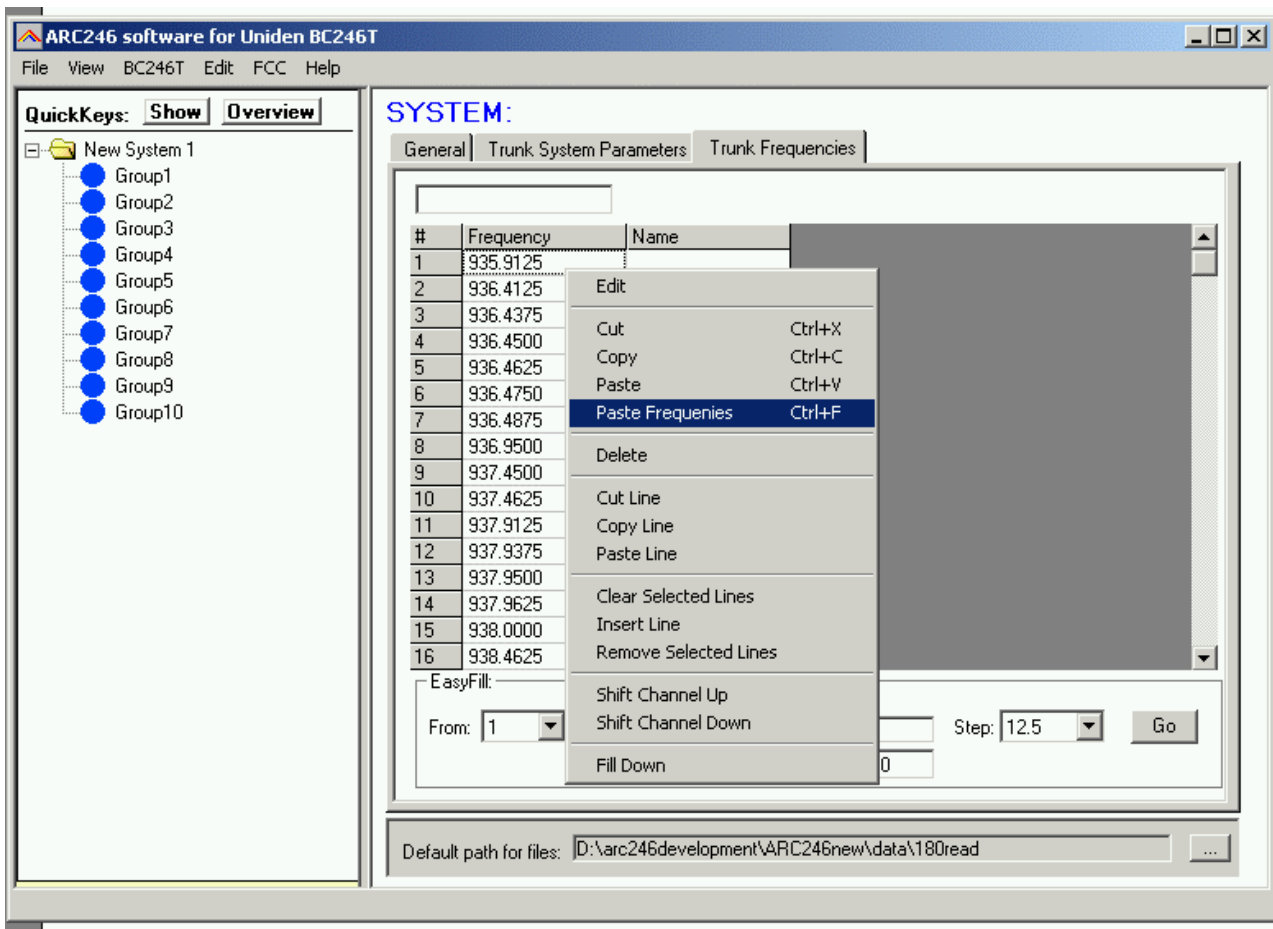 ARC246 software for Uniden BC246T
File View BC246T Edit FCC Help
QuickKeys: Show Overview
New System 1
Group1
Group2
Group3
Group4
Group5
Group6
Group7
Group8
Group9
Group10
SYSTEM:
General Trunk System Parameters Trunk Frequencies
# Frequency Name
1 935.9125
2 936.4125
3 936.4375
4 936.4500
5 936.4625
6 936.4750
7 936.4875
8 936.9500
9 937.4500
10 937.4625
11 937.9125
12 937.9375
13 937.9500
14 937.9625
15 938.0000
16 938.4625
Edit
Cut Ctrl+X
Copy Ctrl+C
Paste Ctrl+V
Paste Frequenies Ctrl+F
Delete
Cut Line
Copy Line
Paste Line
Clear Selected Lines
Insert Line
Remove Selected Lines
Shift Channel Up
Shift Channel Down
Fill Down
EasyFill:
From: 1 Step: 12.5 Go
0
Default path for files: D:\arc246development\ARC246new\data\180read ...